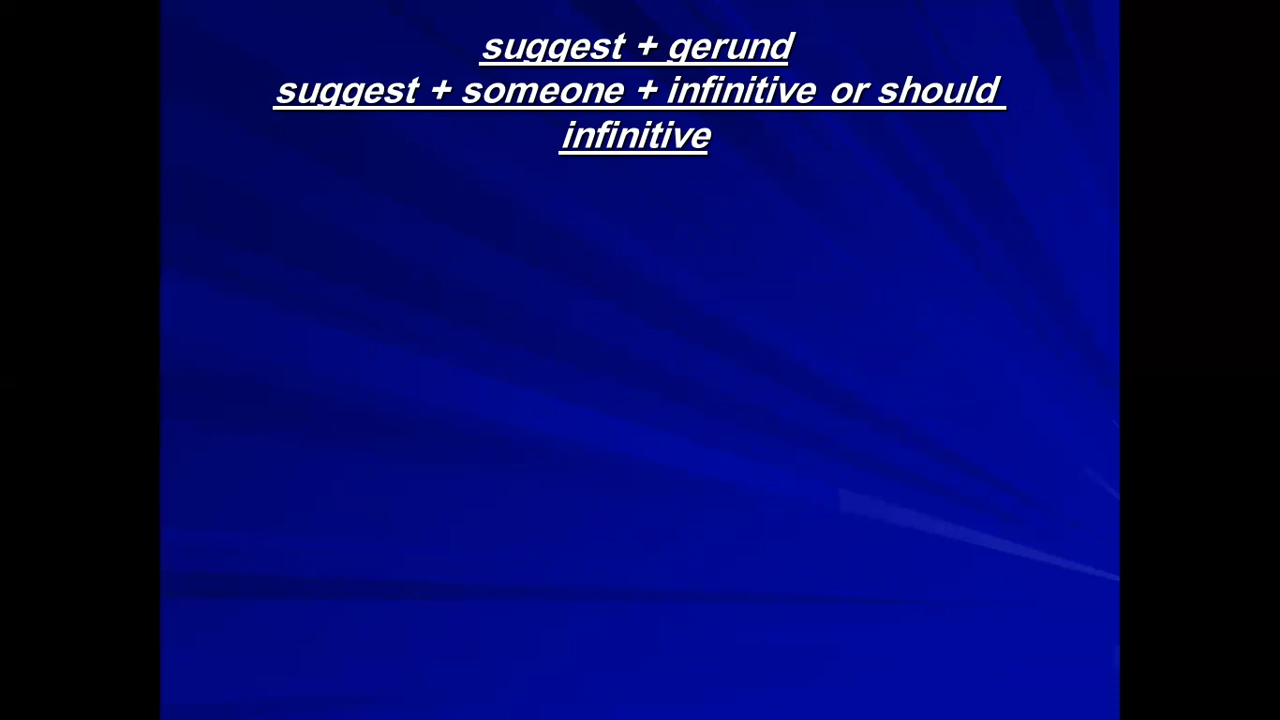 suggest + gerund
suggest + someone + infinitive or should
infinitive